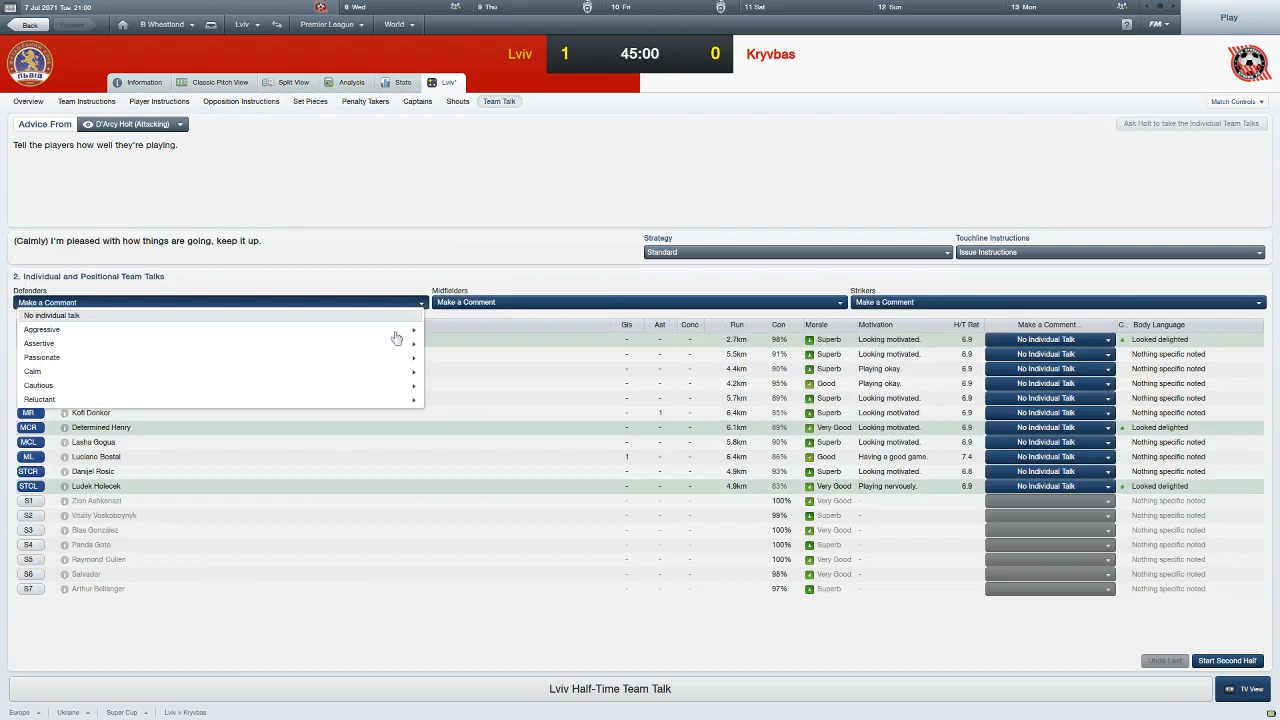 7 Jul 2071 Tue 21:00 8 Wed 9 Thu 10 Fri 11 Sat 12 Sun 13 Mon
Back Forward B Wheatland Lviv Premier League World ? FM Play
Lviv 1 45:00 0 Kryvbas
ЛЬВІВ
Information Classic Pitch View Split View Analysis Stats Lviv*
Overview Team Instructions Player Instructions Opposition Instructions Set Pieces Penalty Takers Captains Shouts Team Talk Match Controls
Advice From D'Arcy Holt (Attacking) Ask Holt to take the Individual Team Talks
Tell the players how well they're playing.
(Calmly) I'm pleased with how things are going, keep it up.
Strategy Touchline Instructions
Standard Issue Instructions
2. Individual and Positional Team Talks
Defenders Midfielders Strikers
Make a Comment Make a Comment Make a Comment
No individual talk
Aggressive
Assertive
Passionate
Calm
Cautious
Reluctant
Gls Ast Conc Run Con Morale Motivation H/T Rat Make a Comment... C.. Body Language
- - - 2.7km 98% Superb Looking motivated. 6.9 No Individual Talk Looked delighted
- - - 5.5km 91% Superb Looking motivated. 6.9 No Individual Talk Nothing specific noted
- - - 4.4km 90% Superb Playing okay. 6.9 No Individual Talk Nothing specific noted
- - - 4.2km 95% Good Playing okay. 6.9 No Individual Talk Nothing specific noted
- - - 5.7km 89% Superb Looking motivated. 6.9 No Individual Talk Nothing specific noted
MR Kofi Donkor - 1 - 6.4km 85% Superb Looking motivated. 6.9 No Individual Talk Nothing specific noted
MCR Determined Henry - - - 6.1km 89% Very Good Looking motivated. 6.9 No Individual Talk Looked delighted
MCL Lasha Gogua - - - 5.8km 90% Superb Looking motivated. 6.9 No Individual Talk Nothing specific noted
ML Luciano Bostal 1 - - 6.4km 86% Good Having a good game. 7.4 No Individual Talk Nothing specific noted
STCR Danijel Rosic - - - 4.9km 93% Superb Looking motivated. 6.8 No Individual Talk Nothing specific noted
STCL Ludek Holecek - - - 4.9km 83% Very Good Playing nervously. 6.9 No Individual Talk Looked delighted
S1 Zion Ashkenazi - - - 100% Very Good - Nothing specific noted
S2 Vitaliy Voskoboynyk - - - 99% Superb - Nothing specific noted
S3 Blas González - - - 100% Very Good - Nothing specific noted
S4 Panda Goto - - - 100% Superb - Nothing specific noted
S5 Raymond Cullen - - - 100% Very Good - Nothing specific noted
S6 Salvador - - - 98% Very Good - Nothing specific noted
S7 Arthur Bellanger - - - 97% Superb - Nothing specific noted
Undo Last Start Second Half
Lviv Half-Time Team Talk TV View
Europe Ukraine Super Cup Lviv v Kryvbas